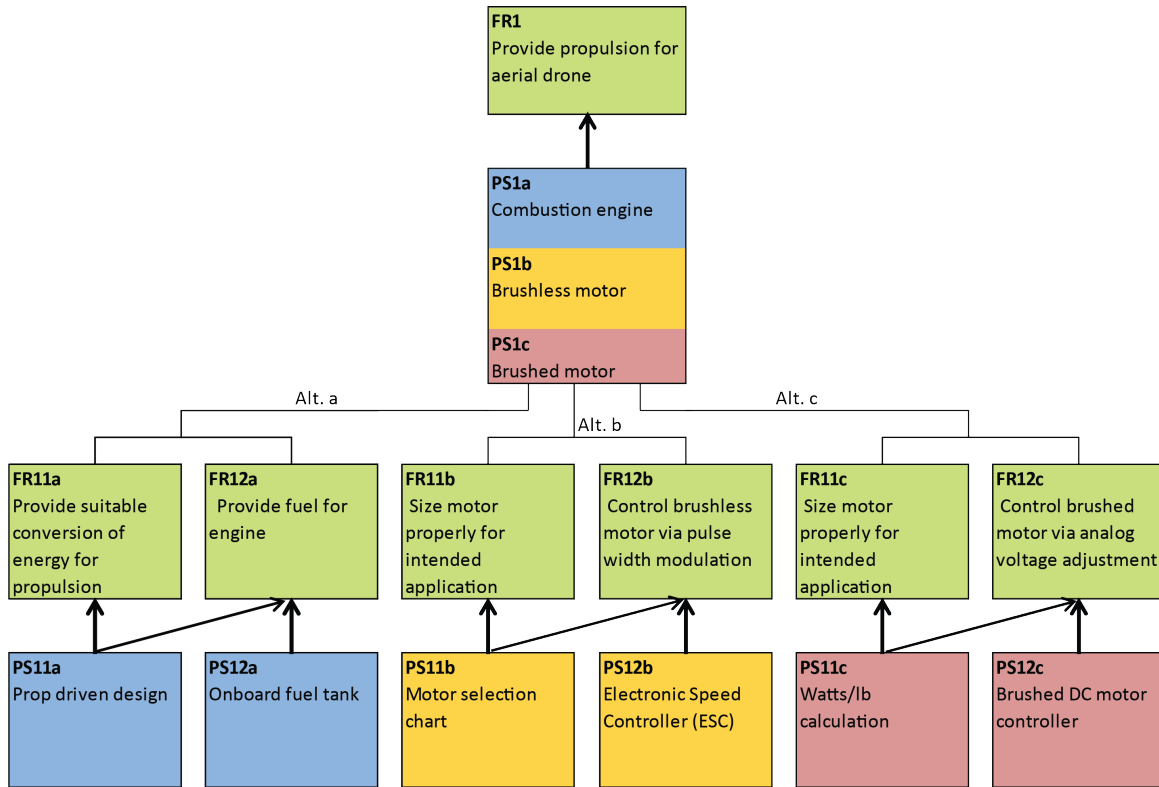 FR1
Provide propulsion for
aerial drone
PS1a
Combustion engine
PS1b
Brushless motor
PS1c
Brushed motor
Alt. a
Alt. b
Alt. c
FR11a
Provide suitable
conversion of
energy for
propulsion
FR12a
Provide fuel for
engine
FR11b
Size motor
properly for
intended
application
FR12b
Control brushless
motor via pulse
width modulation
FR11c
Size motor
properly for
intended
application
FR12c
Control brushed
motor via analog
voltage adjustment
PS11a
Prop driven design
PS12a
Onboard fuel tank
PS11b
Motor selection
chart
PS12b
Electronic Speed
Controller (ESC)
PS11c
Watts/lb
calculation
PS12c
Brushed DC motor
controller